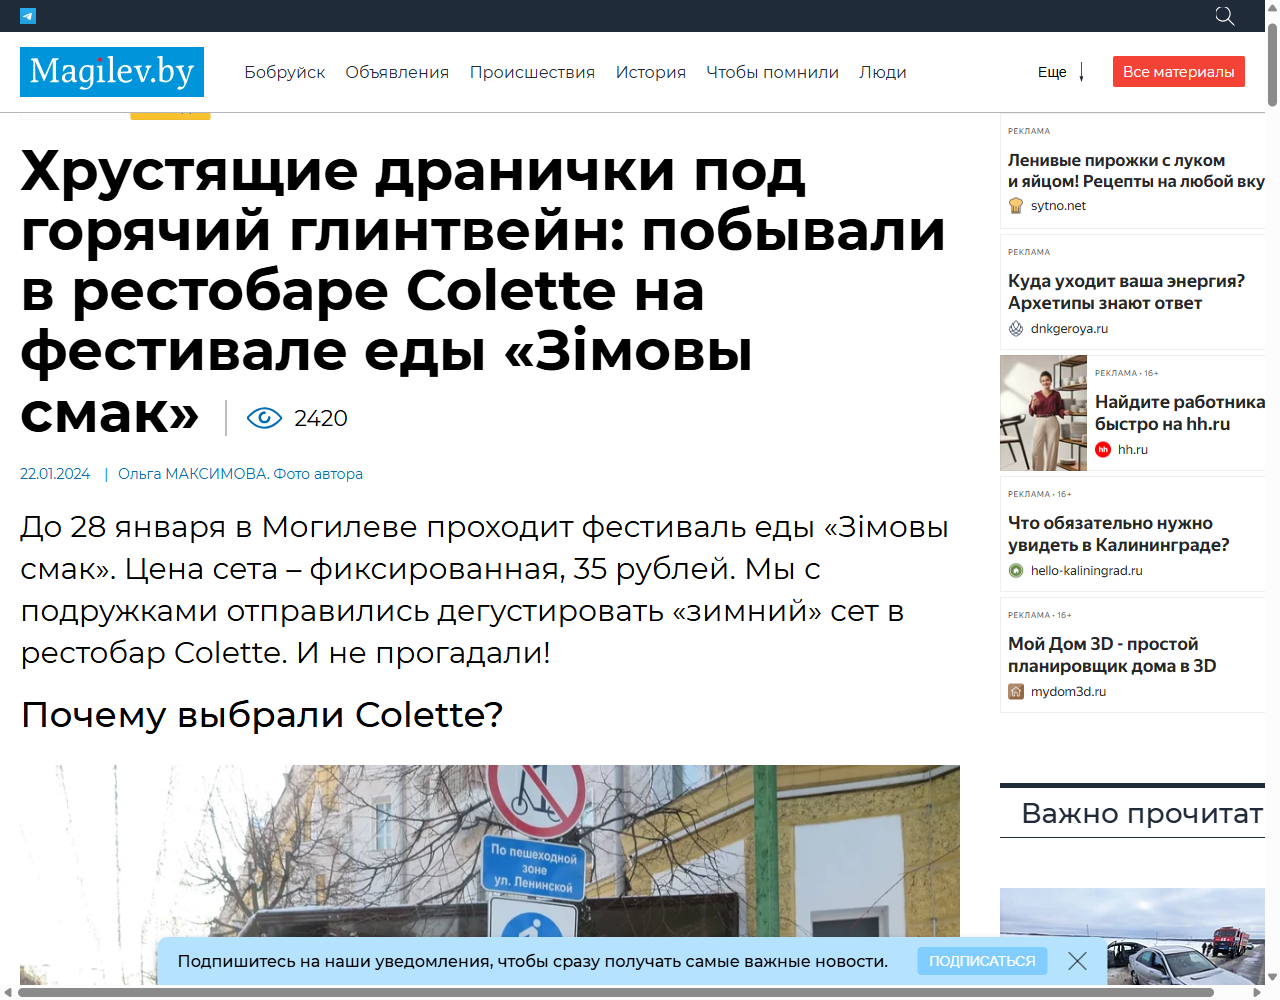 Magilev.by
Бобруйск
Объявления
Происшествия
История
Чтобы помнили
Люди
Еще
Все материалы
Хрустящие дранички под
горячий глинтвейн: побывали
в рестобаре Colette на
фестивале еды «Зімовы
смак»
2420
22.01.2024 | Ольга МАКСИМОВА. Фото автора
До 28 января в Могилеве проходит фестиваль еды «Зімовы
смак». Цена сета – фиксированная, 35 рублей. Мы с
подружками отправились дегустировать «зимний» сет в
рестобар Colette. И не прогадали!
Почему выбрали Colette?
По пешеходной
зоне
ул. Ленинской
РЕКЛАМА
Ленивые пирожки с луком
и яйцом! Рецепты на любой вку
sytno.net
РЕКЛАМА
Куда уходит ваша энергия?
Архетипы знают ответ
dnkgeroya.ru
РЕКЛАМА • 16+
Найдите работника
быстро на hh.ru
hh
hh.ru
РЕКЛАМА • 16+
Что обязательно нужно
увидеть в Калининграде?
hello-kaliningrad.ru
РЕКЛАМА • 16+
Мой Дом 3D - простой
планировщик дома в 3D
mydom3d.ru
Важно прочитат
Подпишитесь на наши уведомления, чтобы сразу получать самые важные новости.
ПОДПИСАТЬСЯ